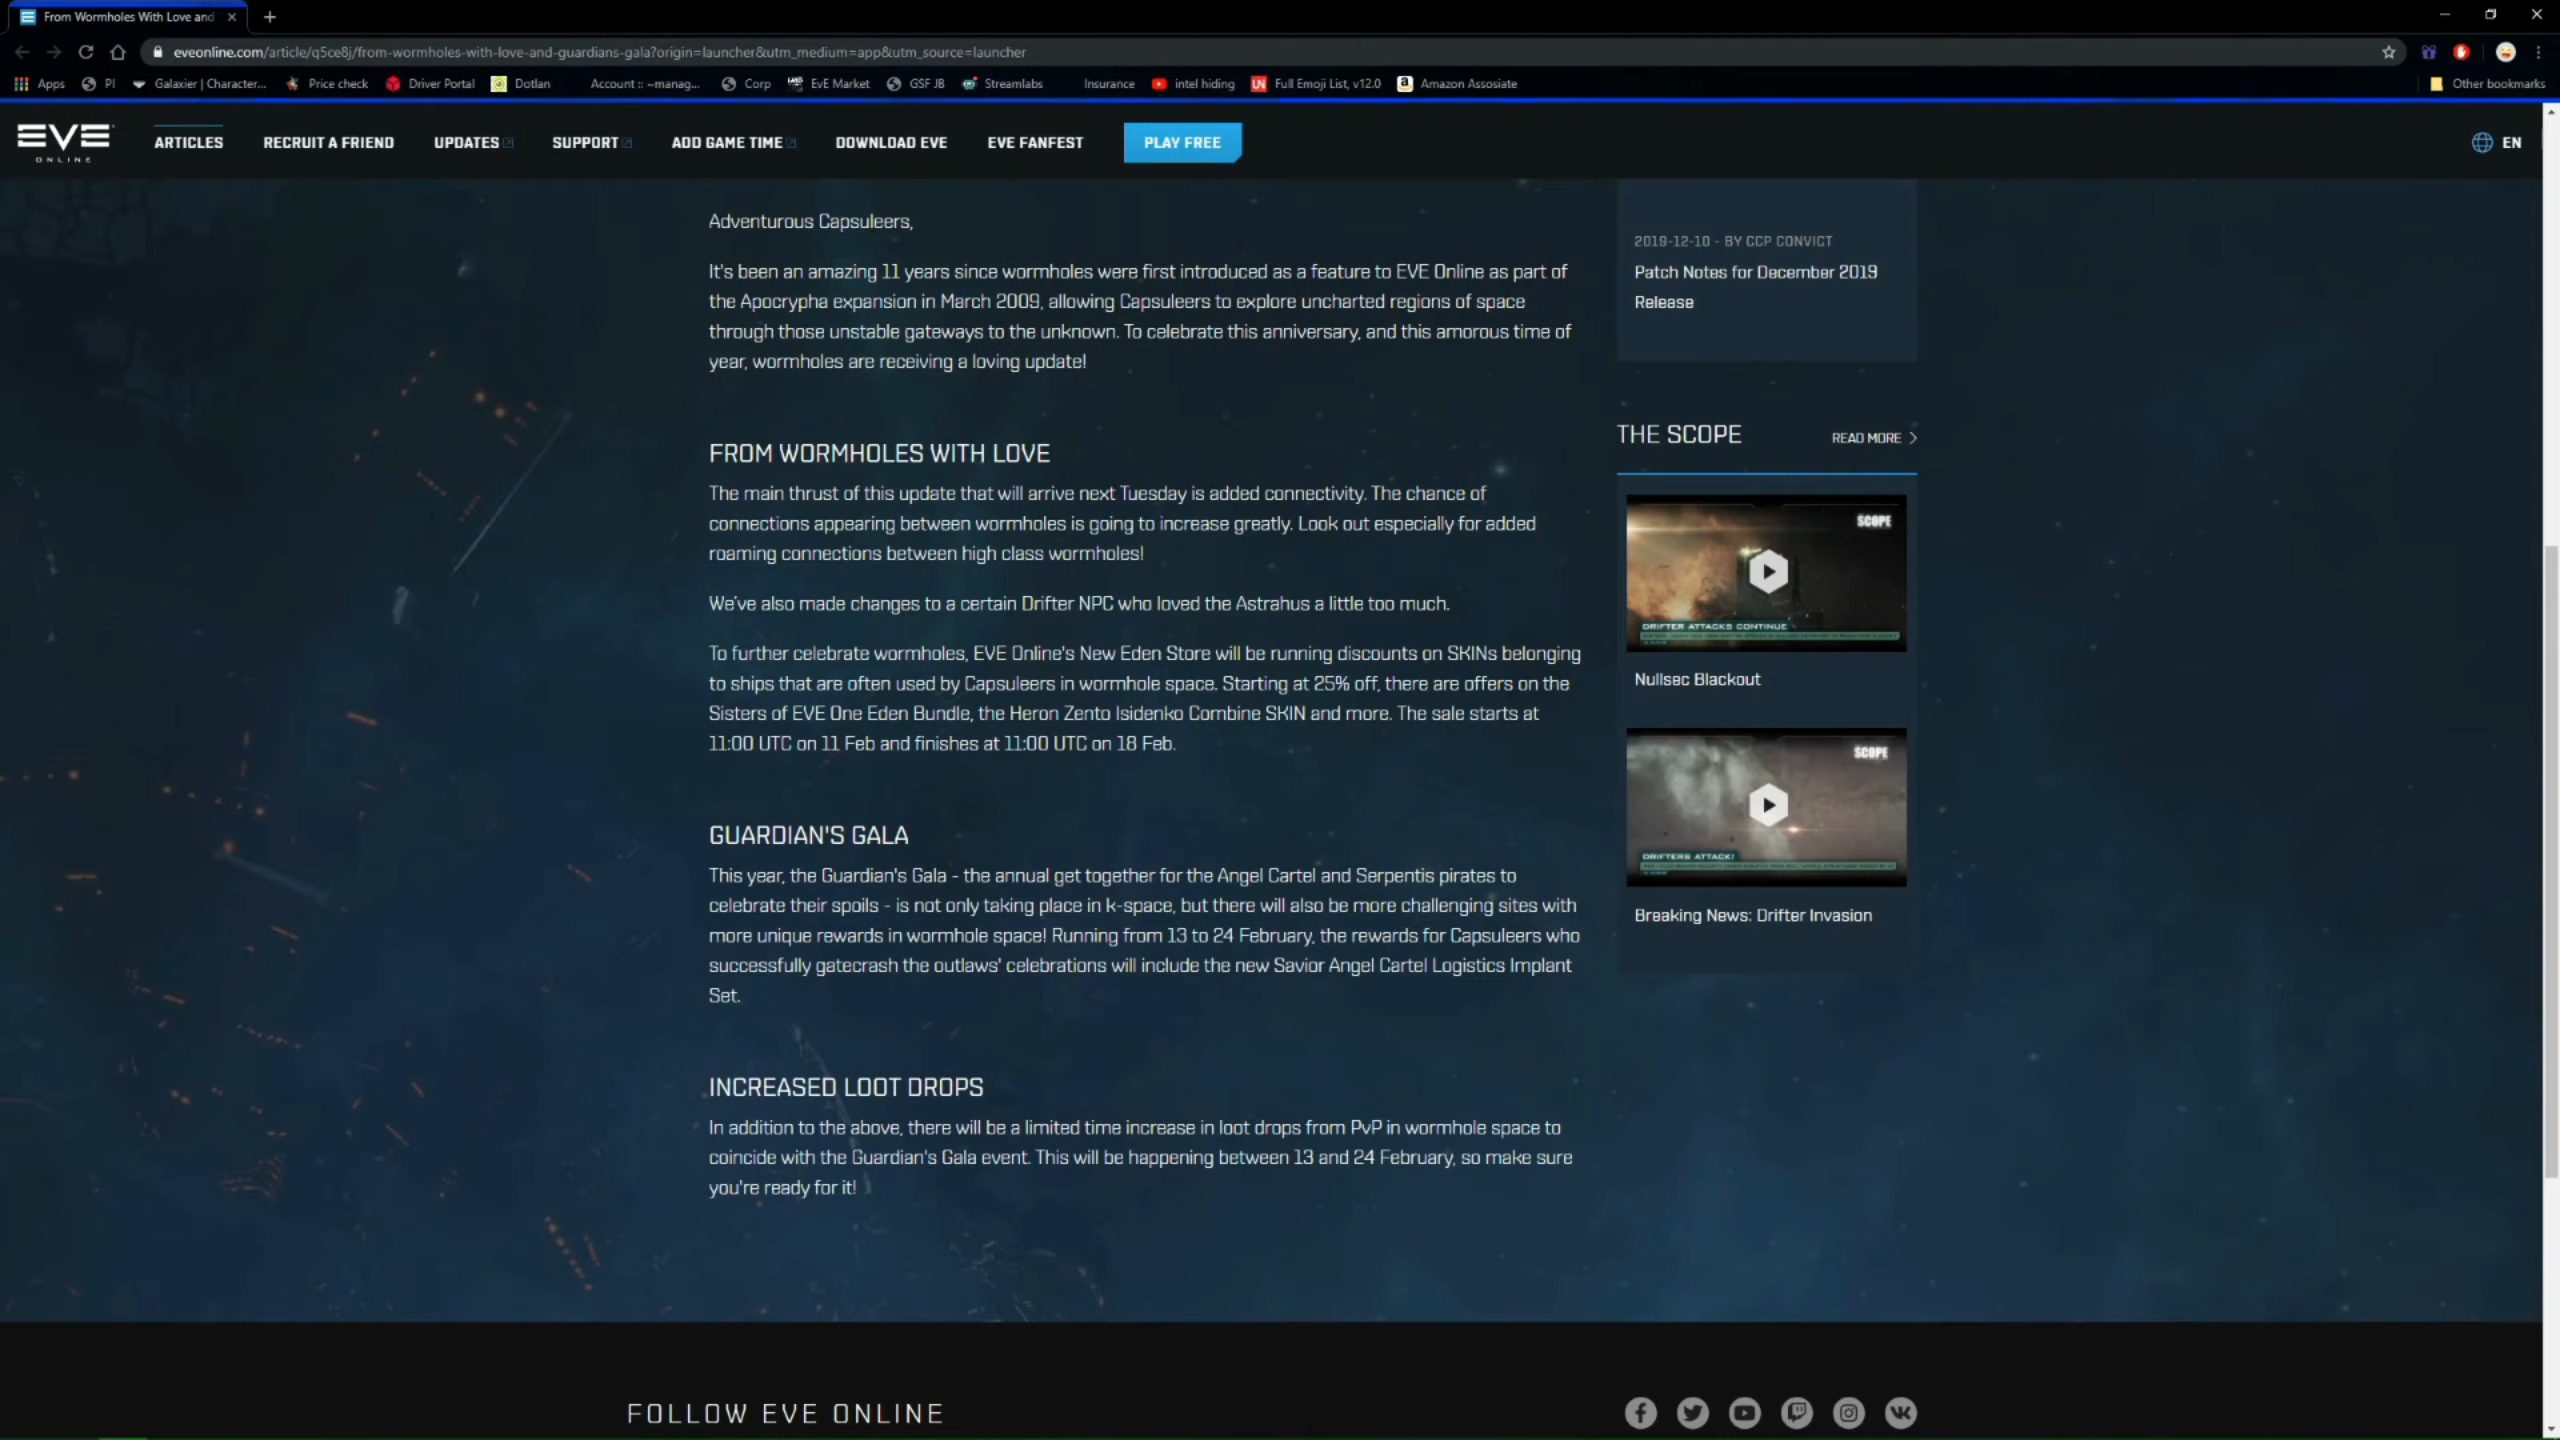 From Wormholes With Love and
eveonline.com/article/q5ce8j/from-wormholes-with-love-and-guardians-gala?origin=launcher&utm_medium=app&utm_source=launcher
Apps PI Galaxier | Character... Price check Driver Portal Dotlan Account :: ~manag... Corp EvE Market GSF JB Streamlabs Insurance intel hiding Full Emoji List, v12.0 Amazon Assosiate Other bookmarks
EVE ONLINE
ARTICLES RECRUIT A FRIEND UPDATES SUPPORT ADD GAME TIME DOWNLOAD EVE EVE FANFEST PLAY FREE EN
Adventurous Capsuleers,
It's been an amazing 11 years since wormholes were first introduced as a feature to EVE Online as part of
the Apocrypha expansion in March 2009, allowing Capsuleers to explore uncharted regions of space
through those unstable gateways to the unknown. To celebrate this anniversary, and this amorous time of
year, wormholes are receiving a loving update!
FROM WORMHOLES WITH LOVE
The main thrust of this update that will arrive next Tuesday is added connectivity. The chance of
connections appearing between wormholes is going to increase greatly. Look out especially for added
roaming connections between high class wormholes!
We've also made changes to a certain Drifter NPC who loved the Astrahus a little too much.
To further celebrate wormholes, EVE Online's New Eden Store will be running discounts on SKINs belonging
to ships that are often used by Capsuleers in wormhole space. Starting at 25% off, there are offers on the
Sisters of EVE One Eden Bundle, the Heron Zento Isidenko Combine SKIN and more. The sale starts at
11:00 UTC on 11 Feb and finishes at 11:00 UTC on 18 Feb.
GUARDIAN'S GALA
This year, the Guardian's Gala - the annual get together for the Angel Cartel and Serpentis pirates to
celebrate their spoils - is not only taking place in k-space, but there will also be more challenging sites with
more unique rewards in wormhole space! Running from 13 to 24 February, the rewards for Capsuleers who
successfully gatecrash the outlaws' celebrations will include the new Savior Angel Cartel Logistics Implant
Set.
INCREASED LOOT DROPS
In addition to the above, there will be a limited time increase in loot drops from PvP in wormhole space to
coincide with the Guardian's Gala event. This will be happening between 13 and 24 February, so make sure
you're ready for it!
2019-12-10 - BY CCP CONVICT
Patch Notes for December 2019
Release
THE SCOPE READ MORE
SCOPE
DRIFTER ATTACKS CONTINUE
Nullsec Blackout
SCOPE
DRIFTERS ATTACK!
Breaking News: Drifter Invasion
FOLLOW EVE ONLINE